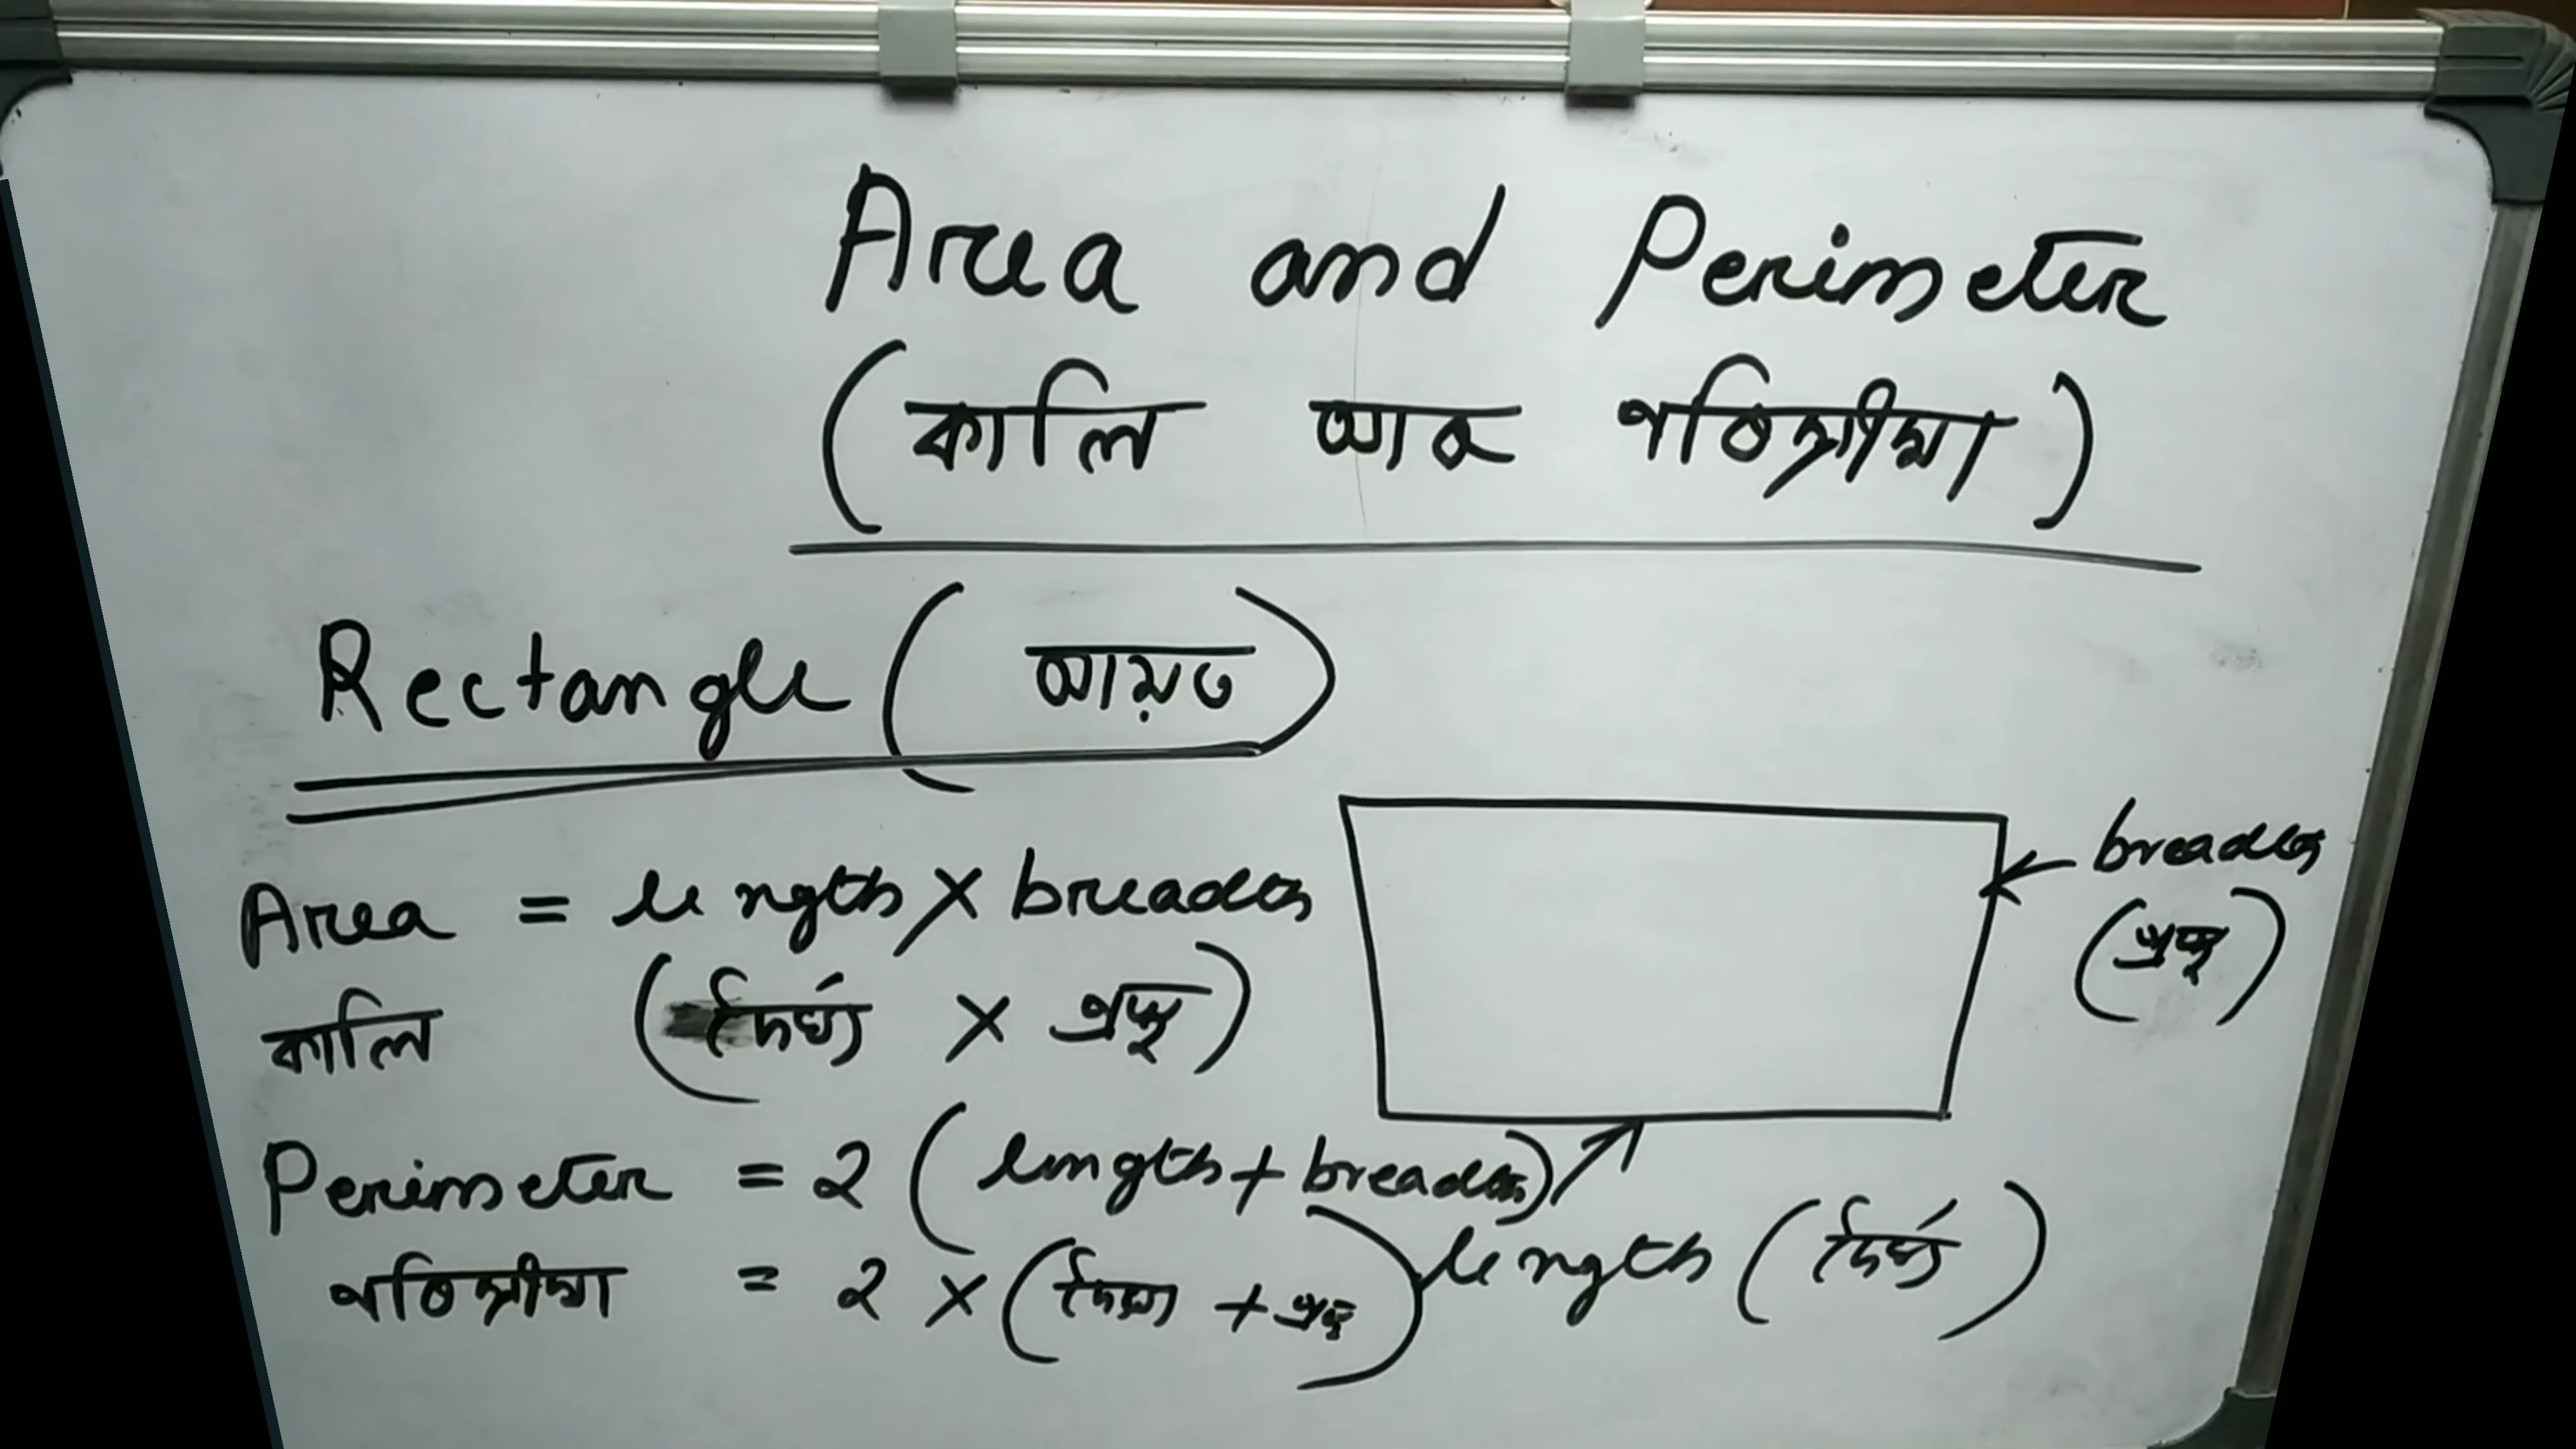 Area and Perimeter
(কালি আৰু পৰিসীমা)
Rectangle (আয়ত)
Area = length × breadth
কালি (দৈৰ্ঘ্য × প্ৰস্থ)
breadth
(প্ৰস্থ)
Perimeter = 2 (length + breadth)
পৰিসীমা = 2 × (দৈৰ্ঘ্য + প্ৰস্থ)
length (দৈৰ্ঘ্য)